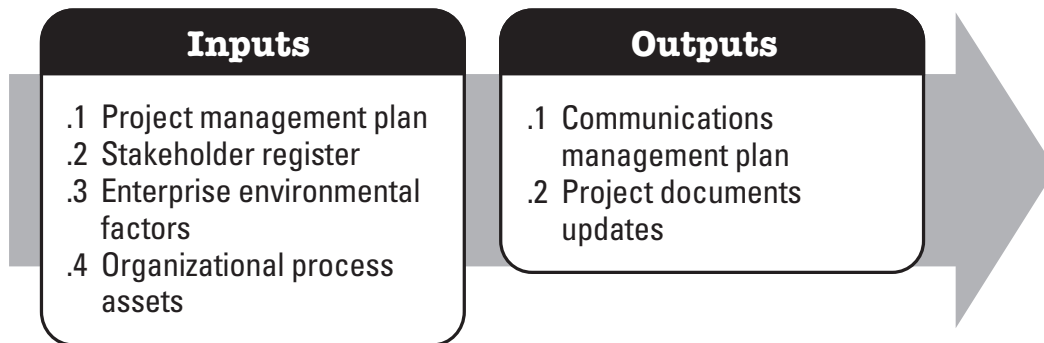 Inputs
.1 Project management plan
.2 Stakeholder register
.3 Enterprise environmental
factors
.4 Organizational process
assets
Outputs
.1 Communications
management plan
.2 Project documents
updates